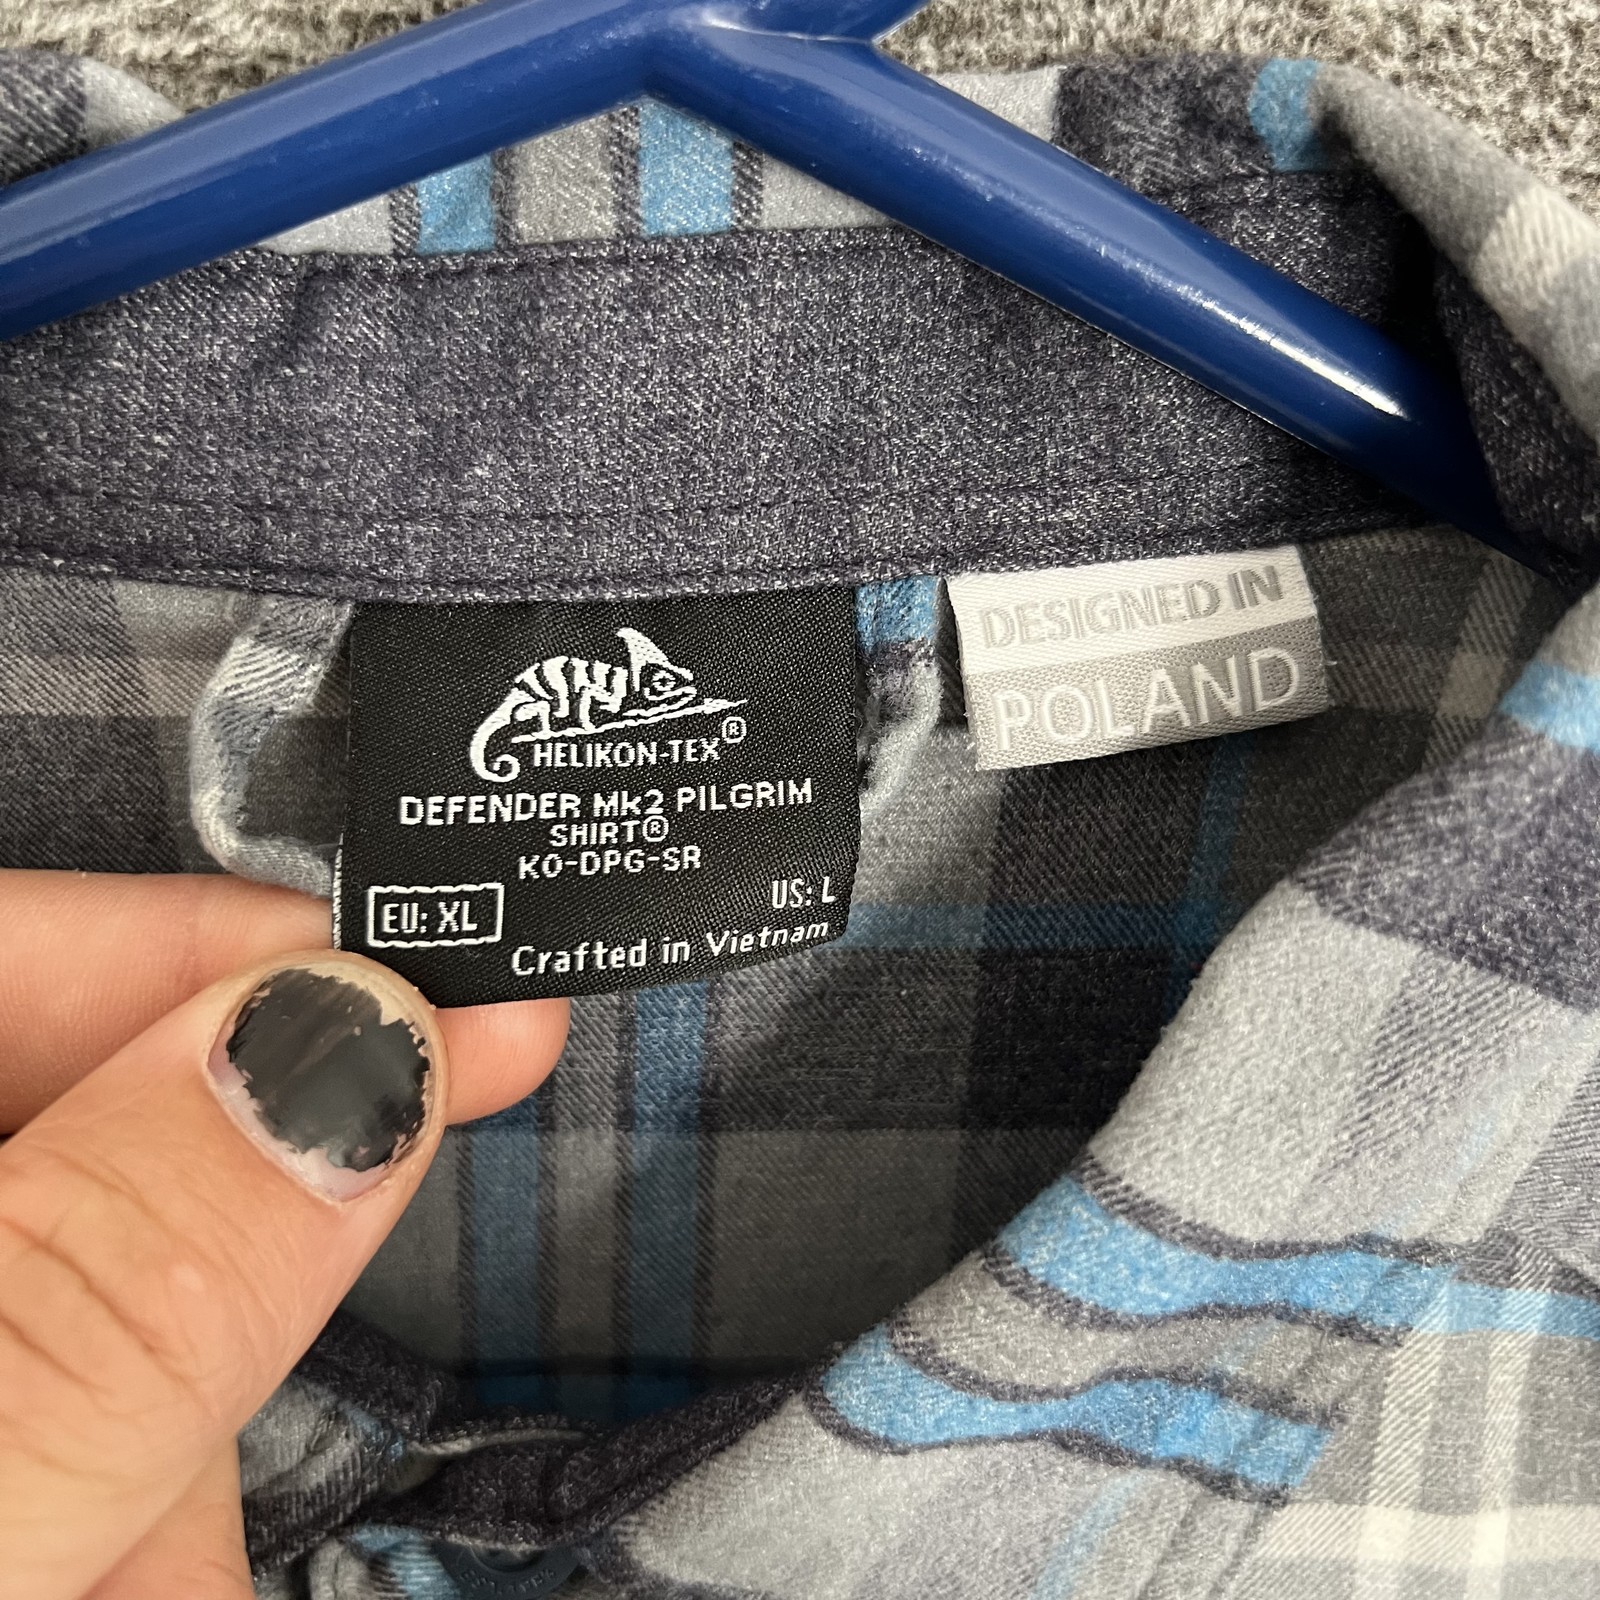 HELIKON-TEX®
DEFENDER Mk2 PILGRIM
SHIRT®
KO-DPG-SR
EU: XL
US: L
Crafted in Vietnam
DESIGNED IN
POLAND